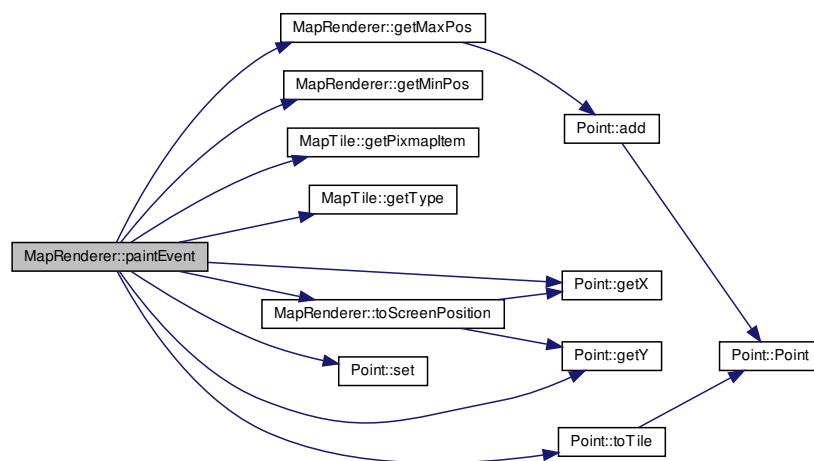 MapRenderer::getMaxPos
MapRenderer::getMinPos
Point::add
MapTile::getPixmapItem
MapTile::getType
MapRenderer::paintEvent
Point::getX
MapRenderer::toScreenPosition
Point::getY
Point::Point
Point::set
Point::toTile